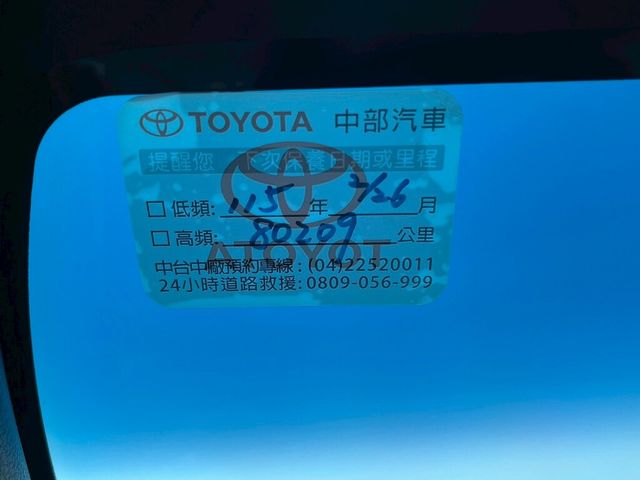 TOYOTA 中部汽車
提醒您 下次保養日期或里程
低頻: 115 年 2/26 月
高頻: 80209 公里
中台中廠預約專線:(04)22520011
24小時道路救援:0809-056-999